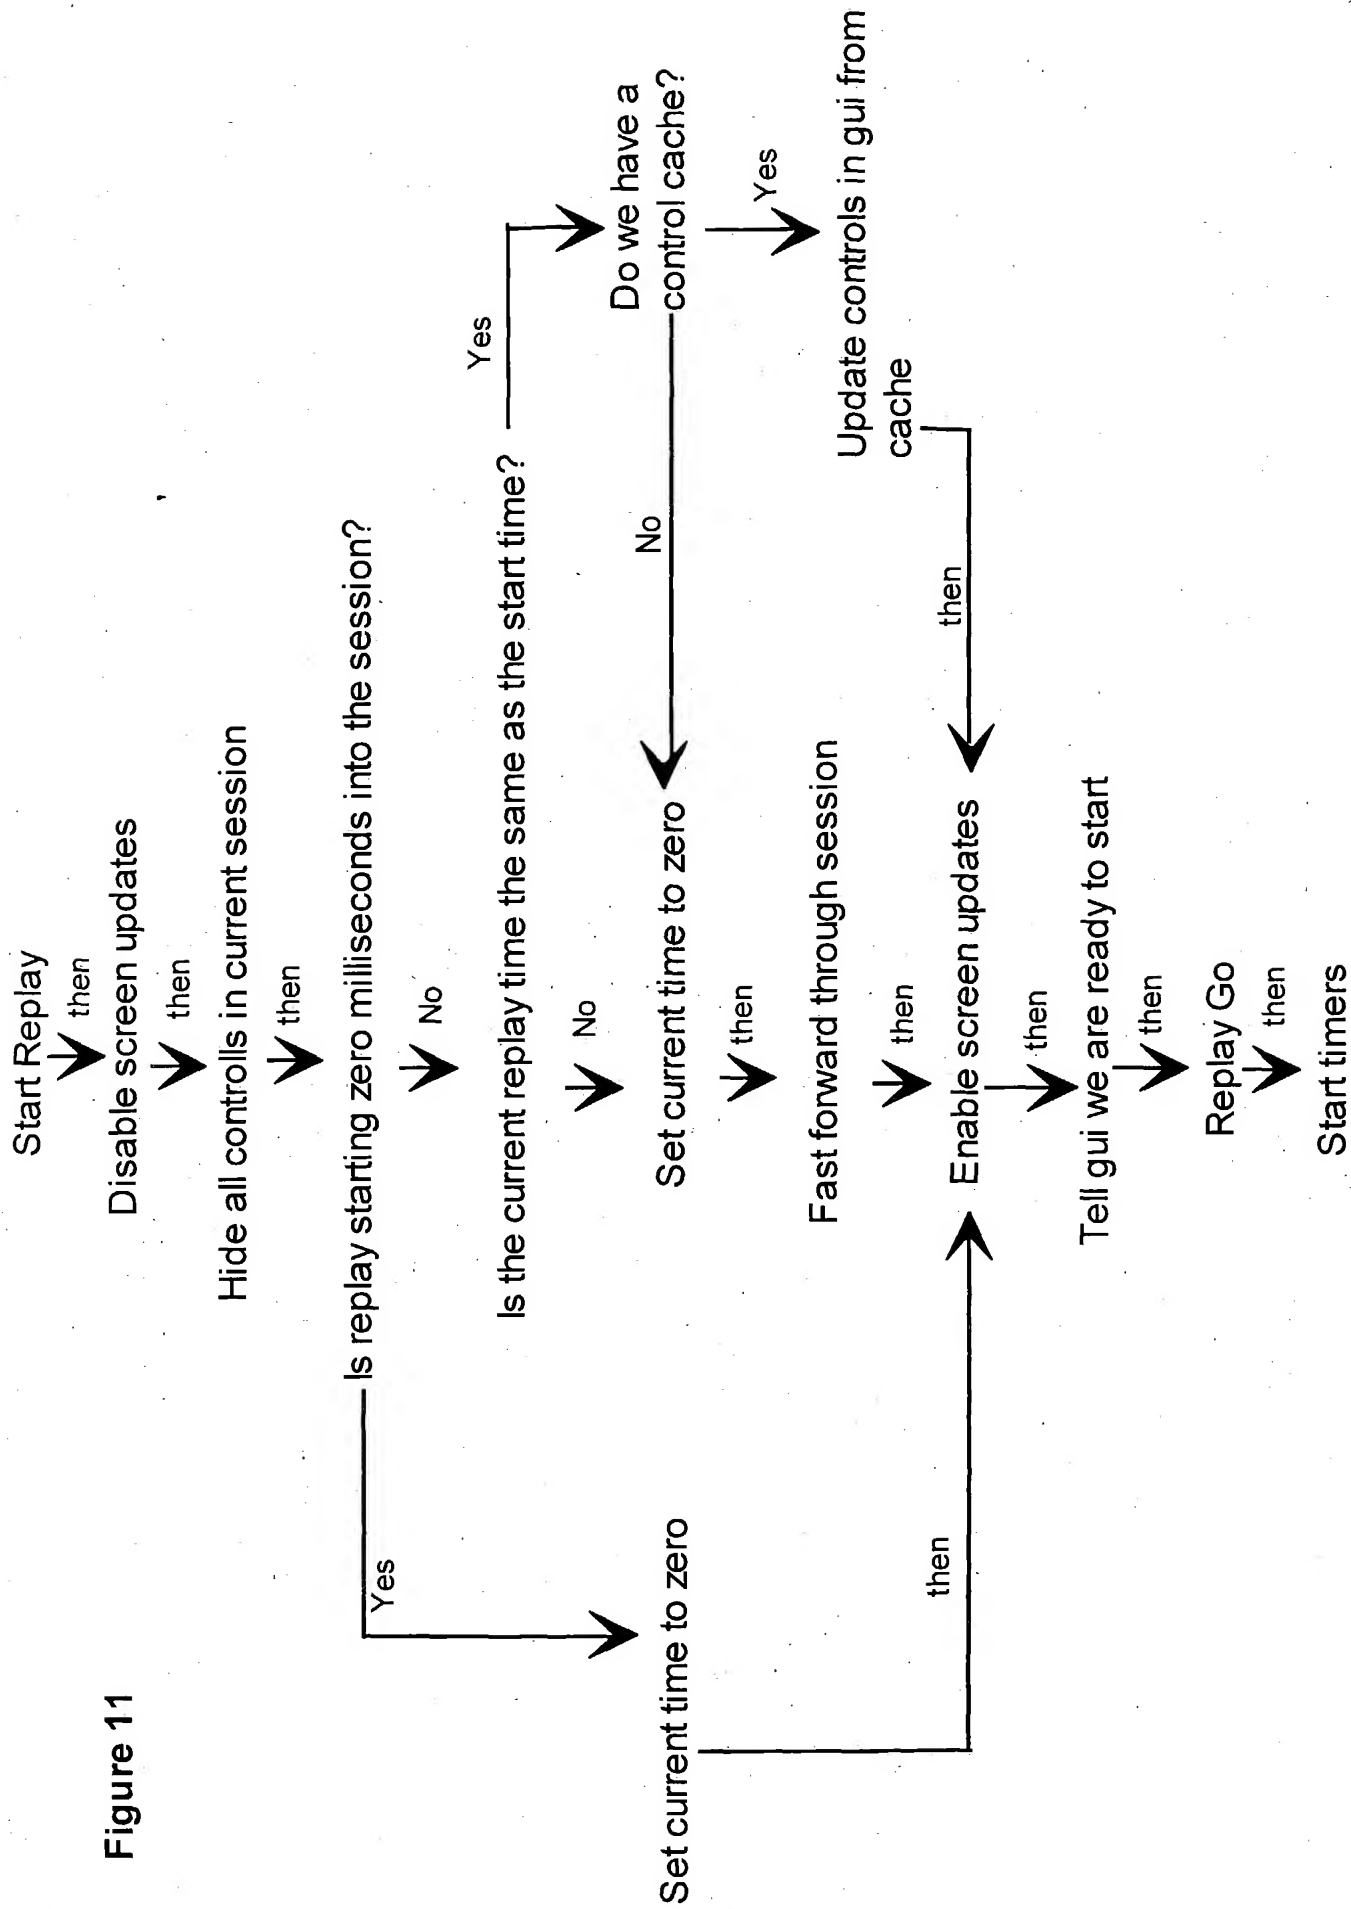 Figure 11
Start Replay
then
Disable screen updates
then
Hide all controlls in current session
then
Is replay starting zero milliseconds into the session?
Yes
No
Is the current replay time the same as the start time?
Yes
No
Do we have a
control cache?
No
Yes
Set current time to zero
Set current time to zero
then
Fast forward through session
Update controls in gui from
cache
then
then
then
Enable screen updates
then
Tell gui we are ready to start
then
Replay Go
then
Start timers